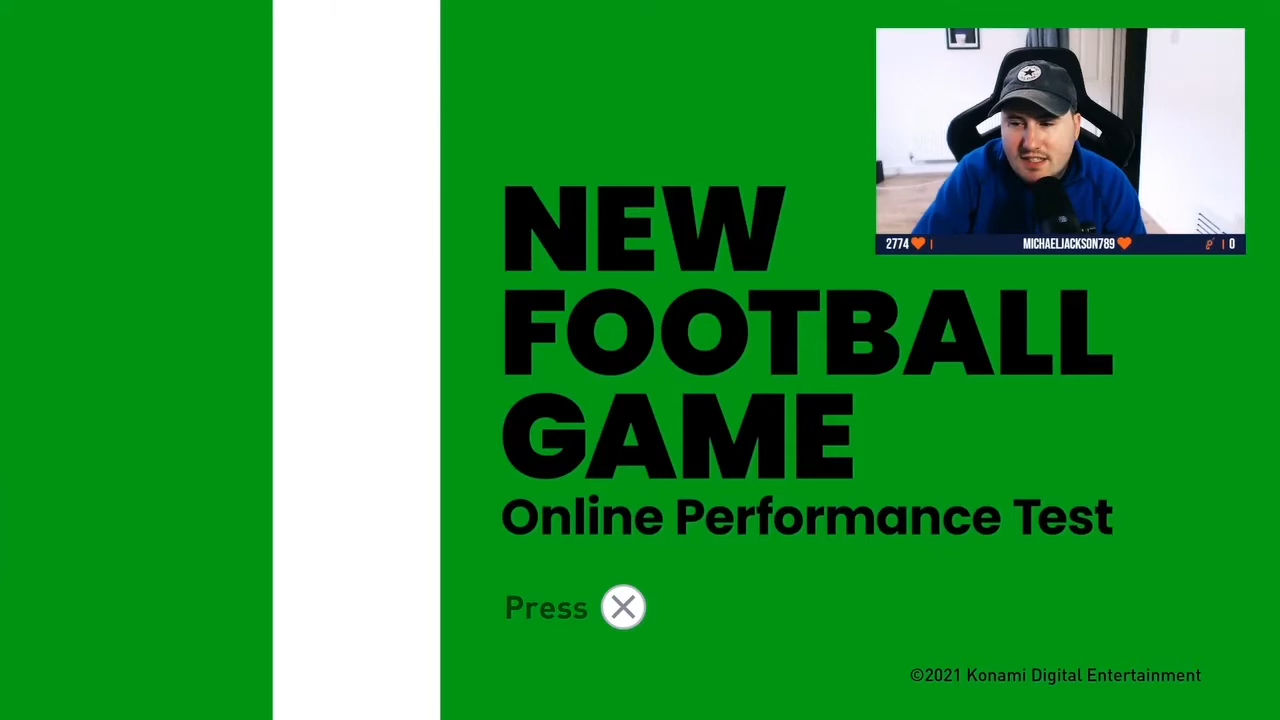 NEW
FOOTBALL
GAME
Online Performance Test
Press
©2021 Konami Digital Entertainment
2774
MICHAELJACKSON789
0